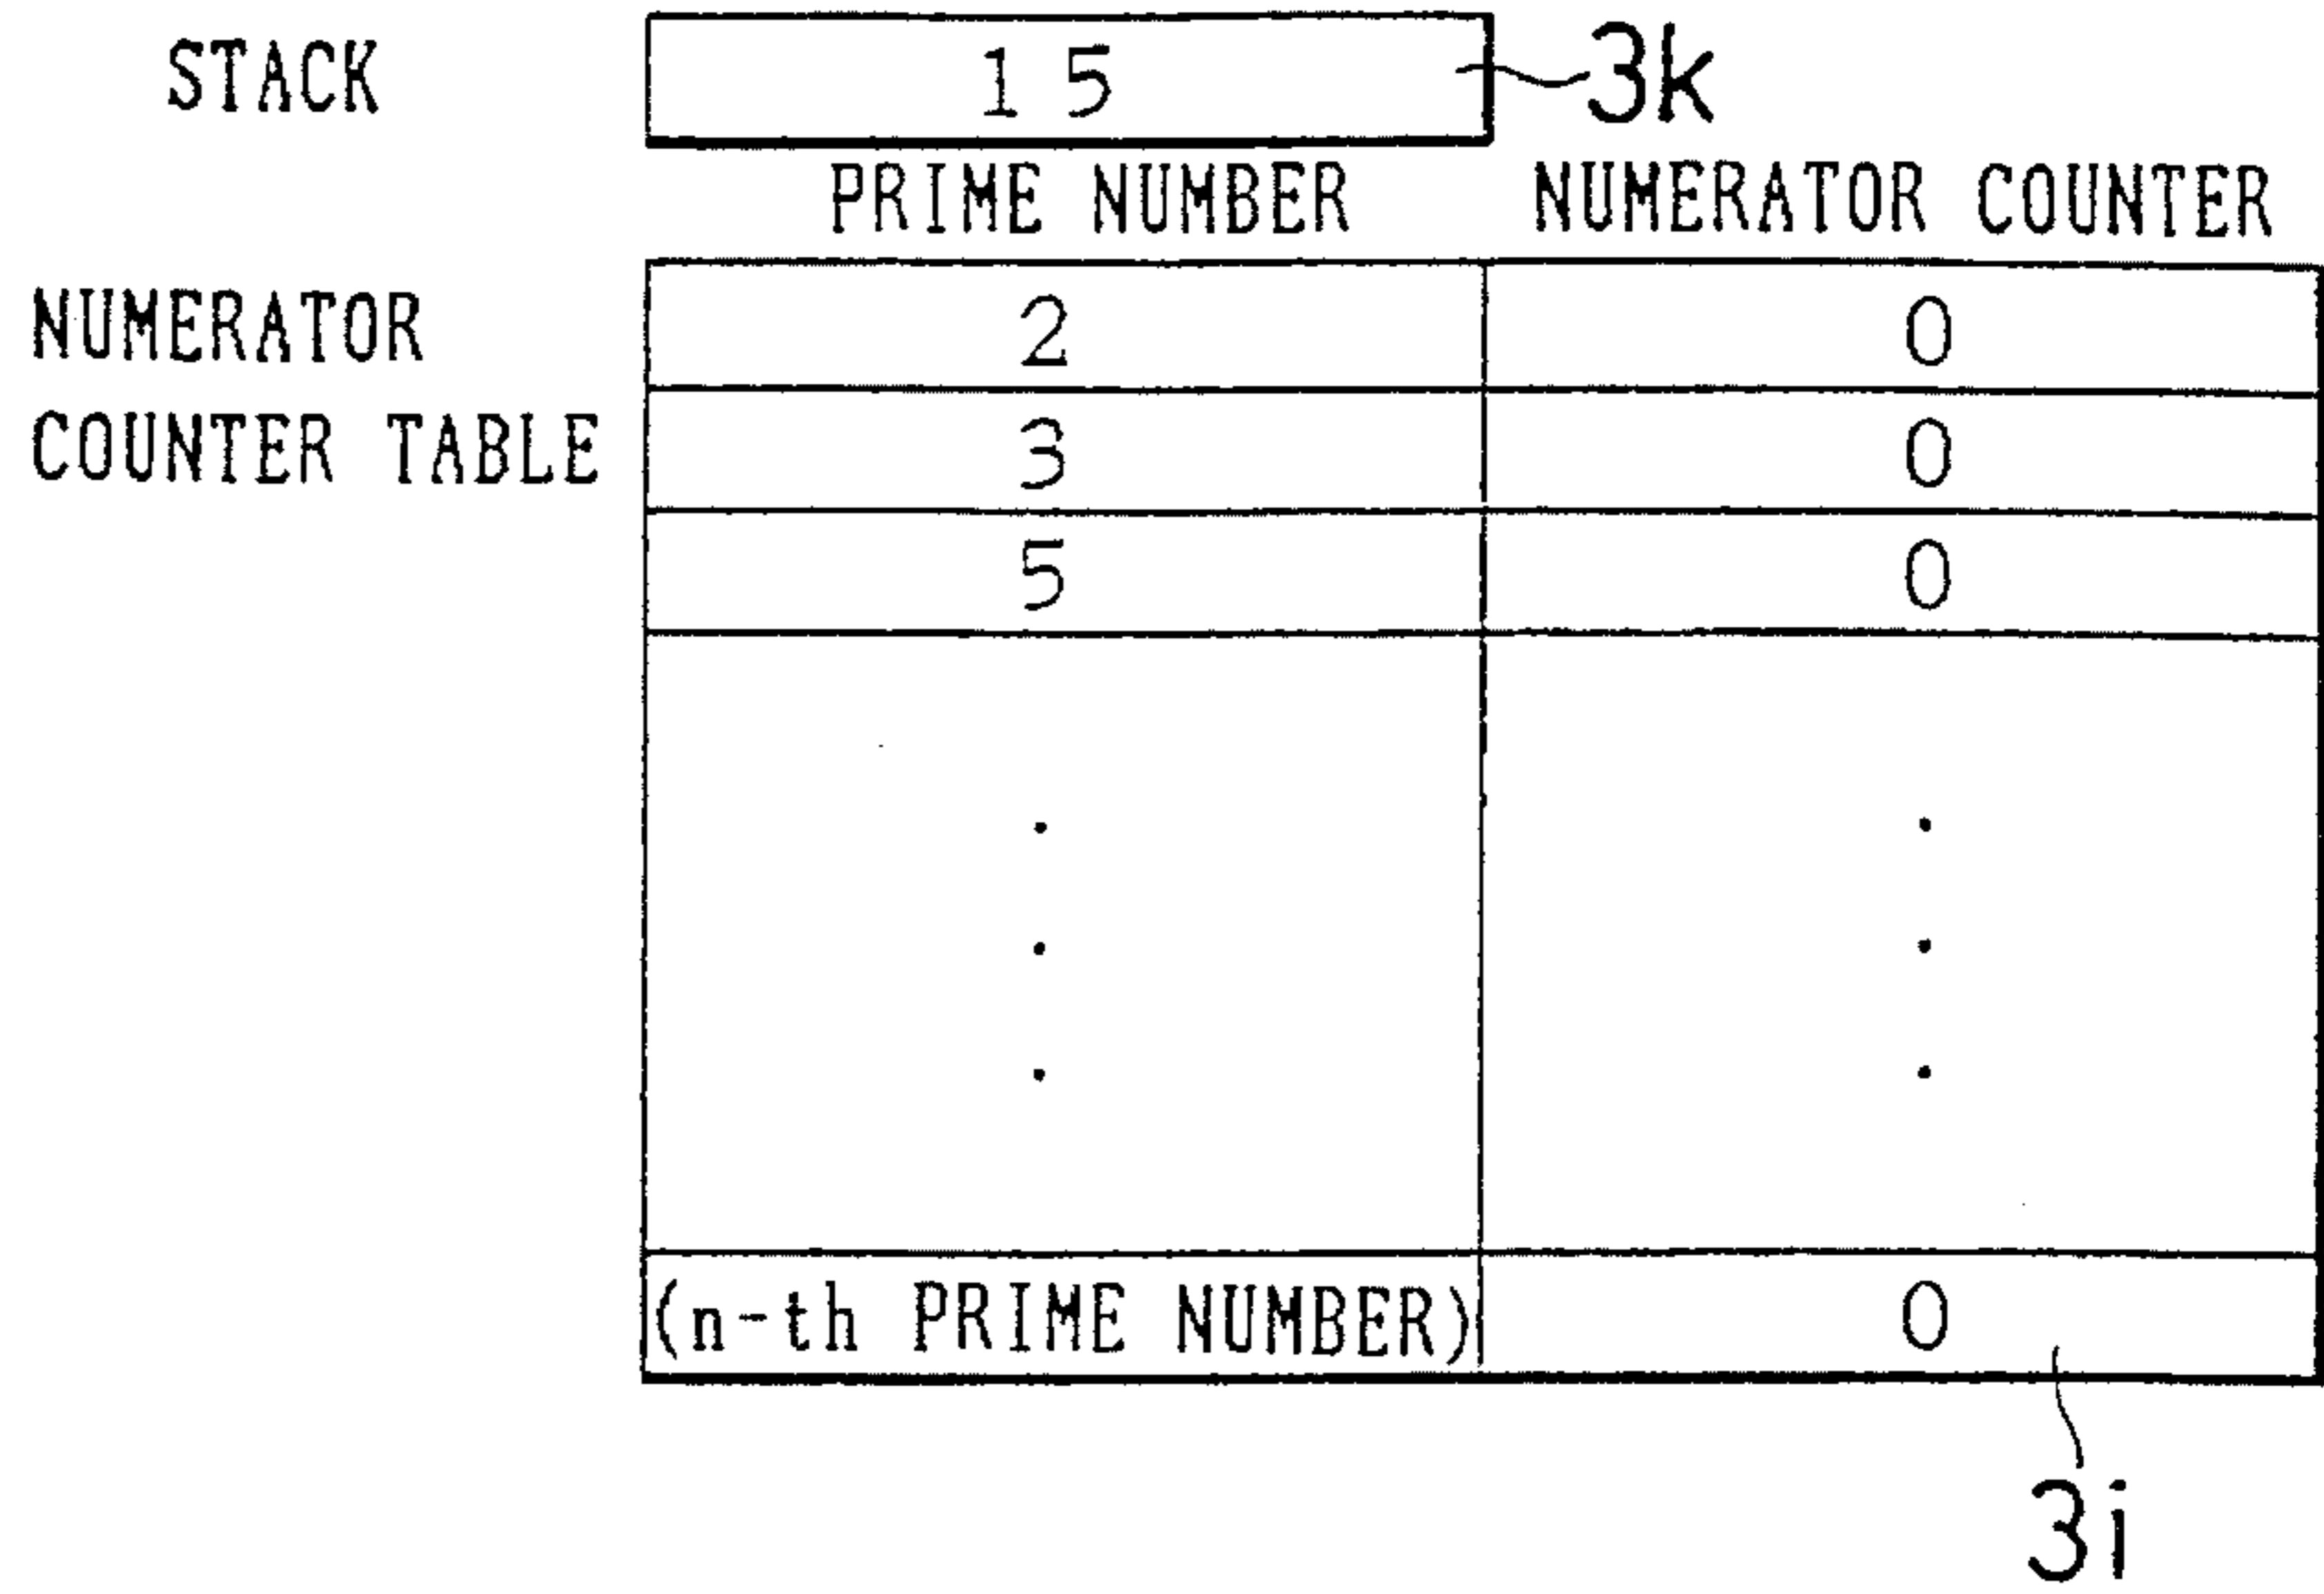 STACK 15 3k
PRIME NUMBER NUMERATOR COUNTER
NUMERATOR 2 0
COUNTER TABLE 3 0
5 0
. .
. .
. .
(n-th PRIME NUMBER) 0
3i